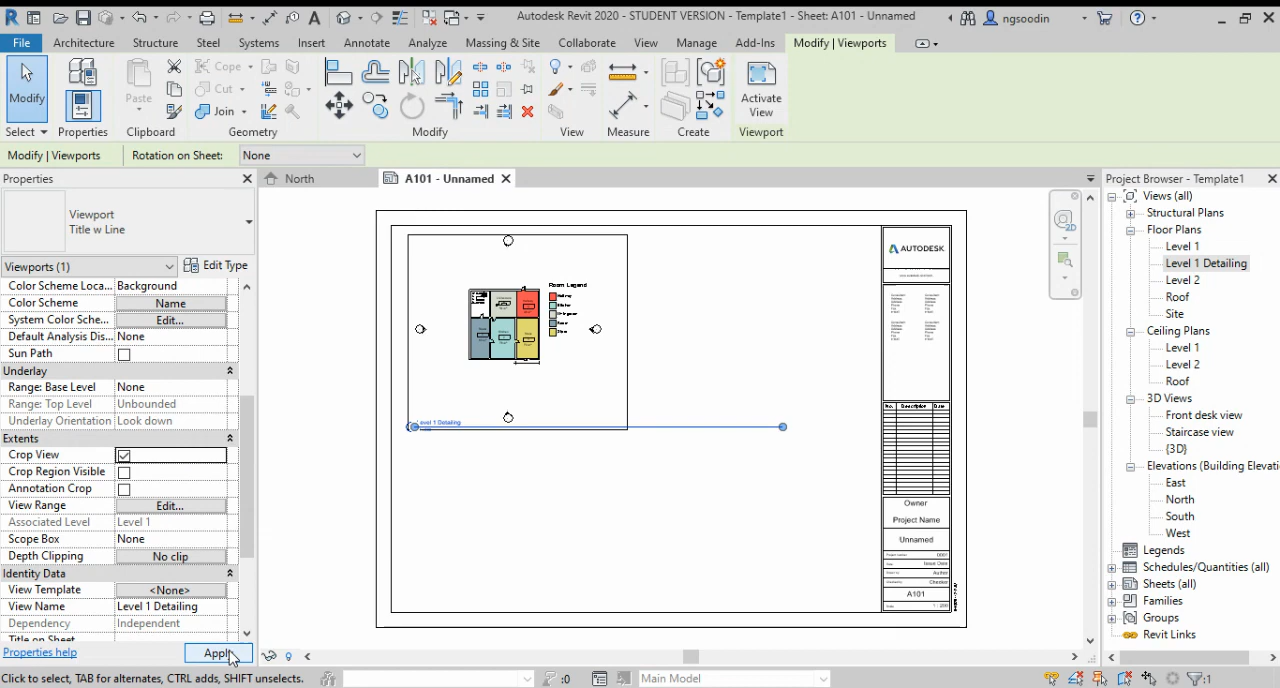 Autodesk Revit 2020 - STUDENT VERSION - Template1 - Sheet: A101 - Unnamed
ngsoodin
File Architecture Structure Steel Systems Insert Annotate Analyze Massing & Site Collaborate View Manage Add-Ins Modify | Viewports
Modify
Paste
Cope
Cut
Join
Activate
View
Select Properties Clipboard Geometry Modify View Measure Create Viewport
Modify | Viewports Rotation on Sheet: None
Properties
North
A101 - Unnamed
Project Browser - Template1
Viewport
Title w Line
Viewports (1)
Edit Type
Color Scheme Loca... Background
Color Scheme Name
System Color Sche... Edit...
Default Analysis Dis... None
Sun Path
Underlay
Range: Base Level None
Range: Top Level Unbounded
Underlay Orientation Look down
Extents
Crop View
Crop Region Visible
Annotation Crop
View Range Edit...
Associated Level Level 1
Scope Box None
Depth Clipping No clip
Identity Data
View Template <None>
View Name Level 1 Detailing
Dependency Independent
Title on Sheet
Properties help
Apply
Room Legend
Level 1 Detailing
AUTODESK
No. Description Date
Owner
Project Name
Unnamed
A101
2D
Views (all)
Structural Plans
Floor Plans
Level 1
Level 1 Detailing
Level 2
Roof
Site
Ceiling Plans
Level 1
Level 2
Roof
3D Views
Front desk view
Staircase view
{3D}
Elevations (Building Elevati
East
North
South
West
Legends
Schedules/Quantities (all)
Sheets (all)
Families
Groups
Revit Links
Click to select, TAB for alternates, CTRL adds, SHIFT unselects.
:0
Main Model
:1